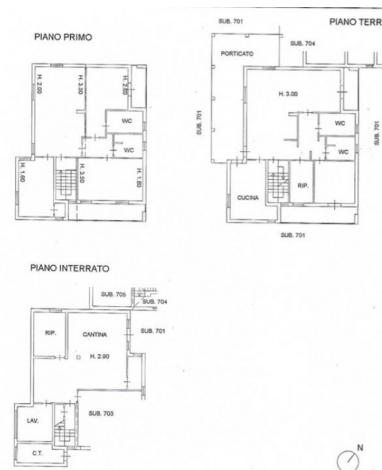 PIANO PRIMO
H. 2.00
H. 3.50
H. 2.80
WC
WC
H. 1.60
H. 3.50
H. 1.80
SUB. 701
PIANO TERR
PORTICATO
SUB. 704
H. 3.00
SUB. 701
WC
SUB. 701
WC
CUCINA
RIP.
SUB. 701
PIANO INTERRATO
SUB. 705
SUB. 704
RIP.
CANTINA
SUB. 701
H. 2.90
SUB. 703
LAV.
C.T.
N